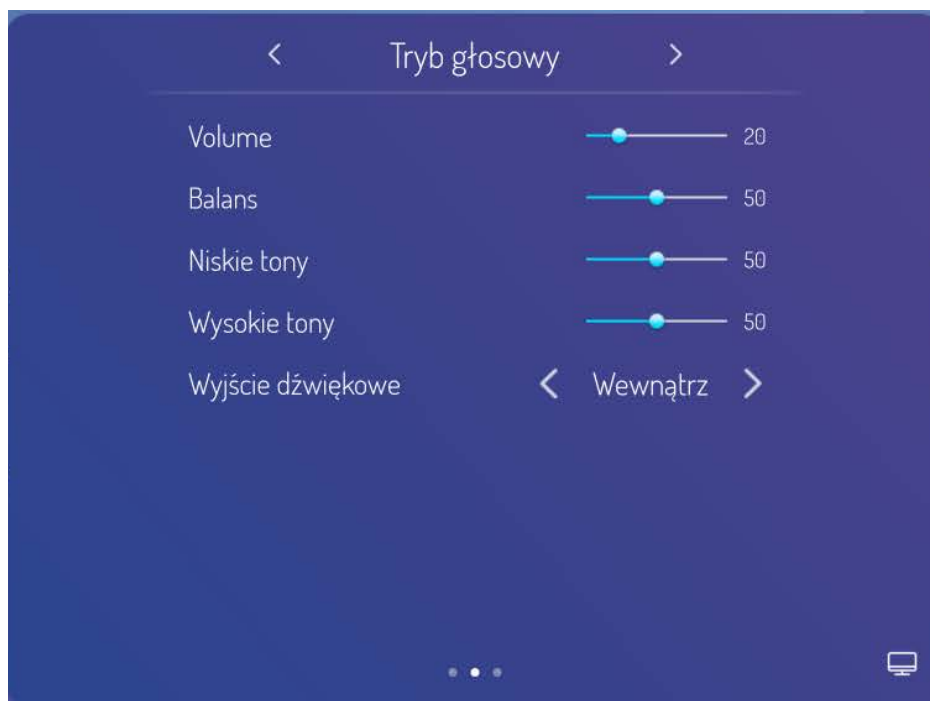 Tryb głosowy
Volume 20
Balans 50
Niskie tony 50
Wysokie tony 50
Wyjście dźwiękowe Wewnątrz